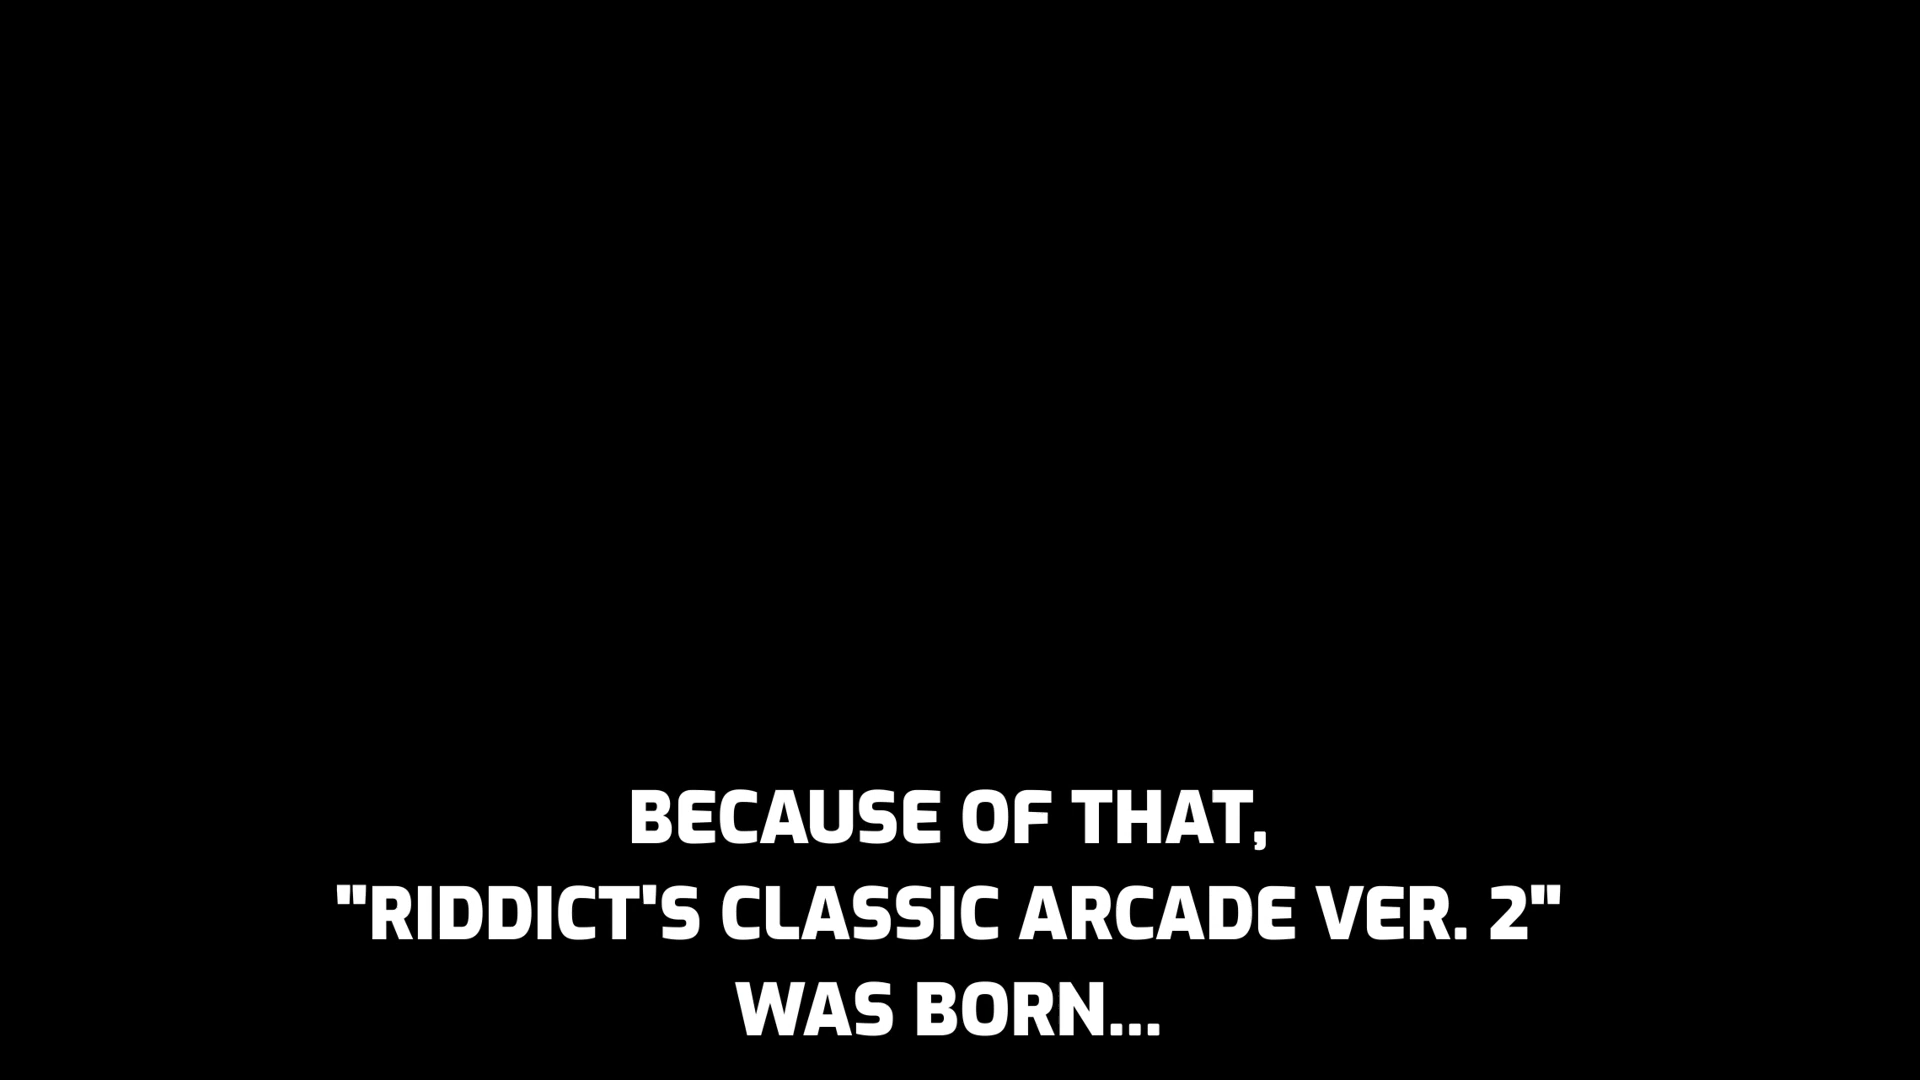 BECAUSE OF THAT,
"RIDDICT'S CLASSIC ARCADE VER. 2"
WAS BORN...